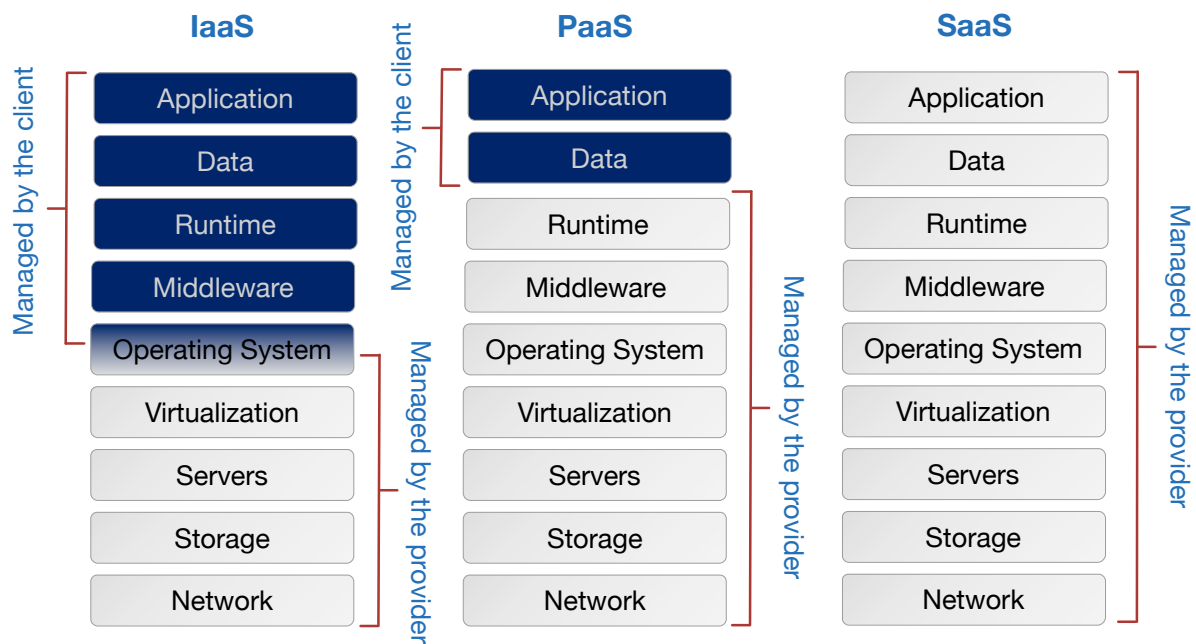 IaaS
Managed by the client
Application
Data
Runtime
Middleware
Operating System
Virtualization
Servers
Storage
Network
Managed by the provider
PaaS
Managed by the client
Application
Data
Runtime
Middleware
Operating System
Virtualization
Servers
Storage
Network
Managed by the provider
SaaS
Application
Data
Runtime
Middleware
Operating System
Virtualization
Servers
Storage
Network
Managed by the provider